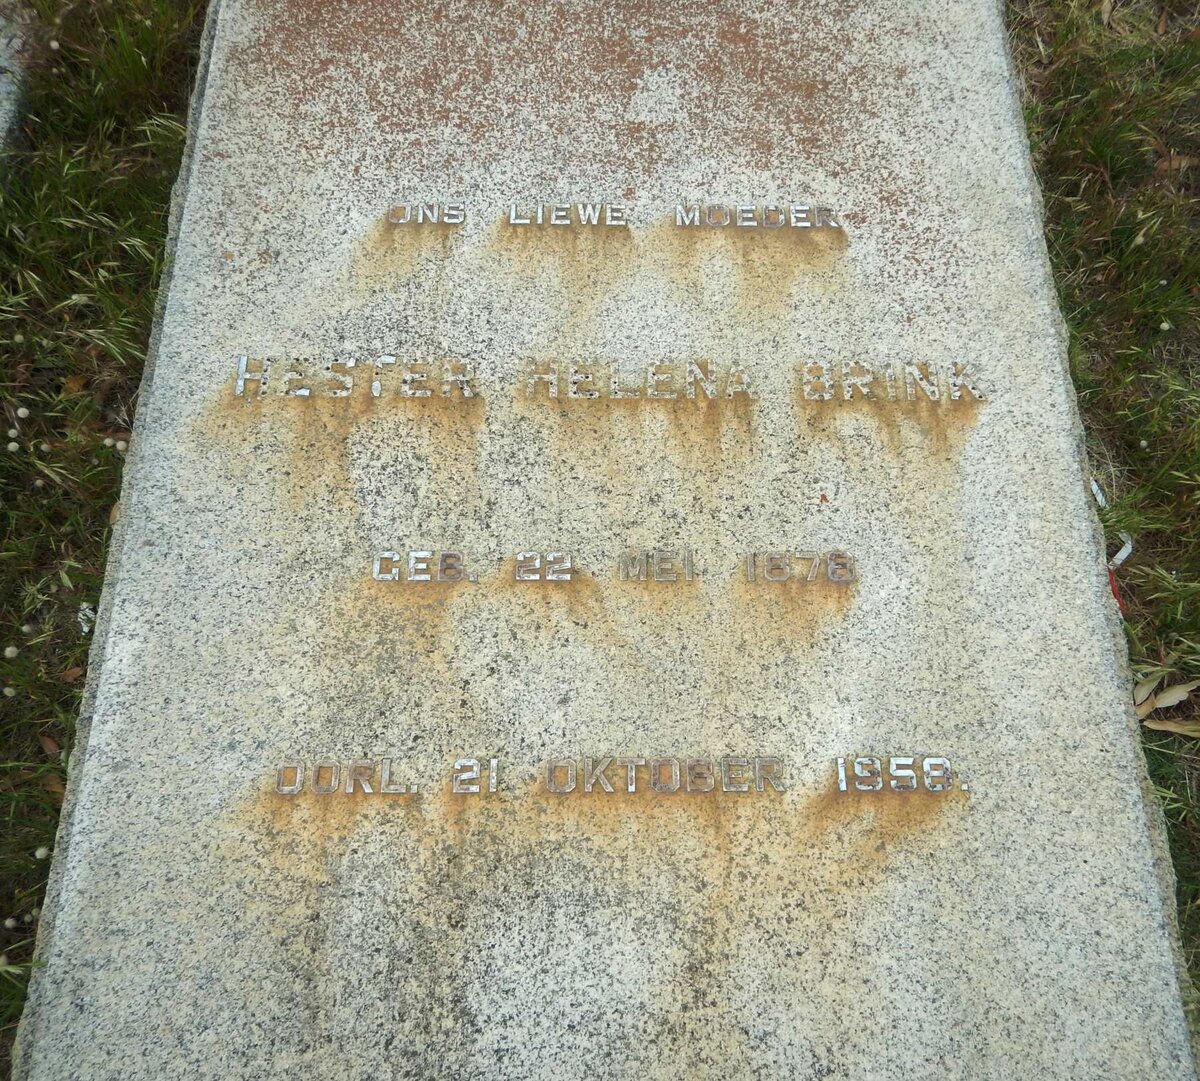 ONS LIEWE MOEDER
HESTER HELENA BRINK
GEB. 22 MEI 1878
OORL. 21 OKTOBER 1958.